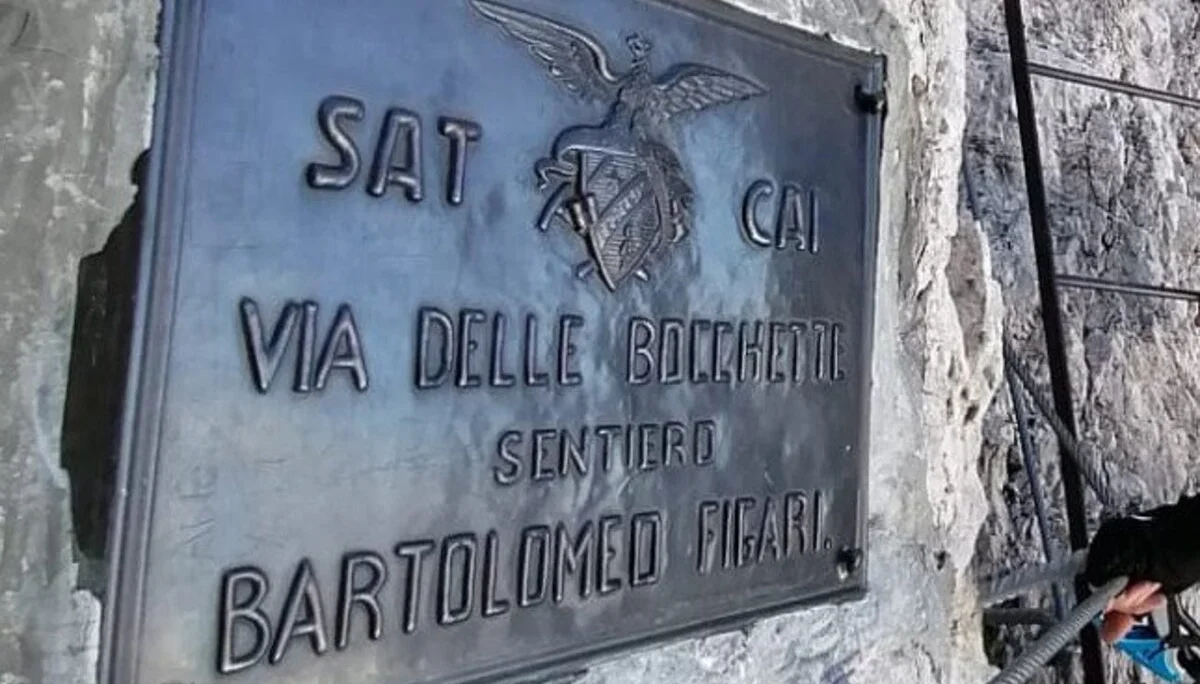 SAT CAI
VIA DELLE BOCCHETTE
SENTIERO
BARTOLOMEO FIGARI.